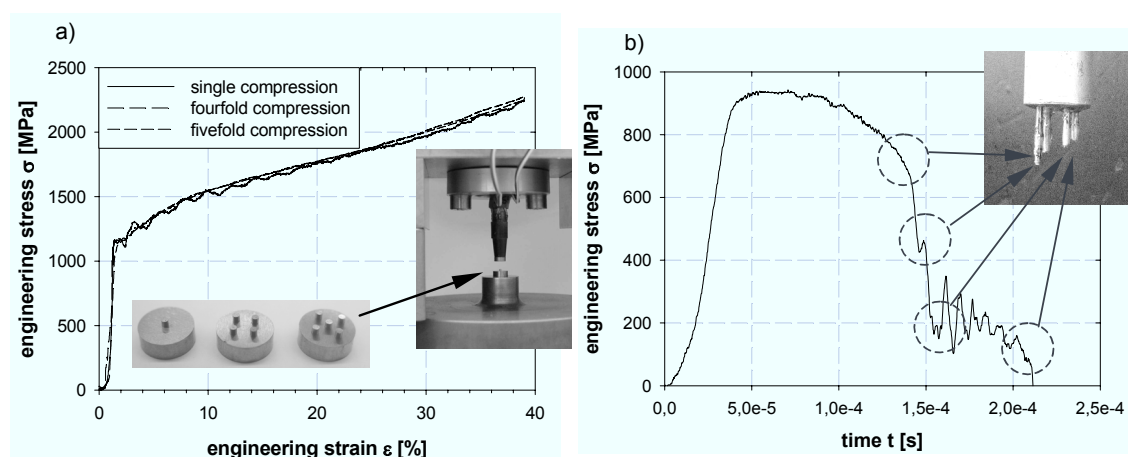 a)
2500
2000
1500
1000
500
0
engineering stress σ [MPa]
single compression
fourfold compression
fivefold compression
0 10 20 30 40
engineering strain ε [%]
b)
1000
800
600
400
200
0
engineering stress σ [MPa]
0,0 5,0e-5 1,0e-4 1,5e-4 2,0e-4 2,5e-4
time t [s]